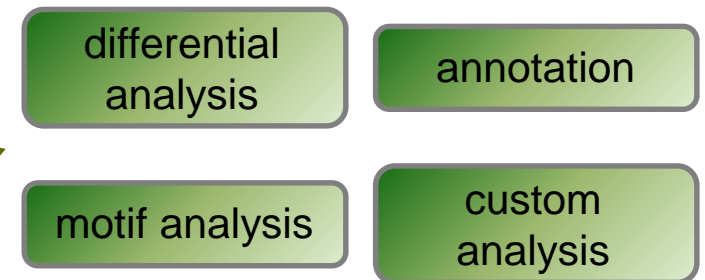 differential
analysis
annotation
motif analysis
custom
analysis